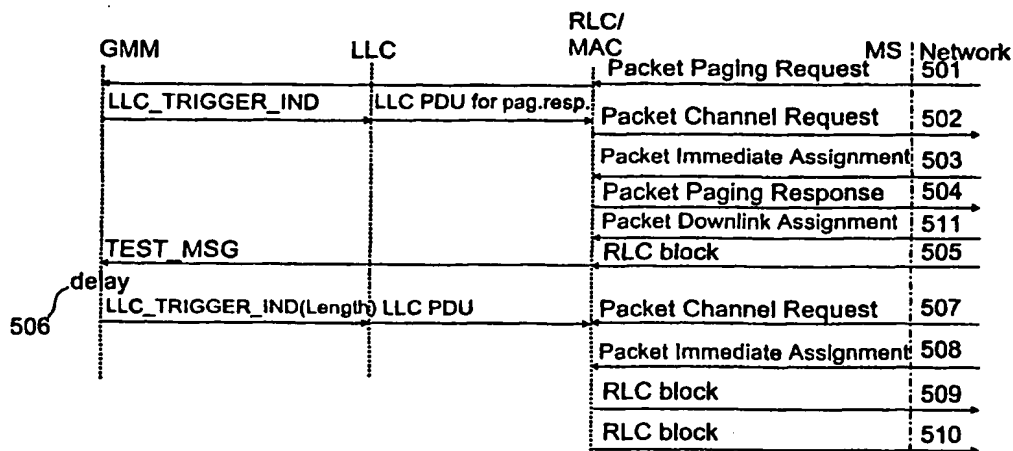 RLC/
GMM LLC MAC MS Network
Packet Paging Request 501
LLC_TRIGGER_IND LLC PDU for pag.resp.
Packet Channel Request 502
Packet Immediate Assignment 503
Packet Paging Response 504
Packet Downlink Assignment 511
TEST_MSG RLC block 505
delay
506
LLC_TRIGGER_IND(Length) LLC PDU Packet Channel Request 507
Packet Immediate Assignment 508
RLC block 509
RLC block 510